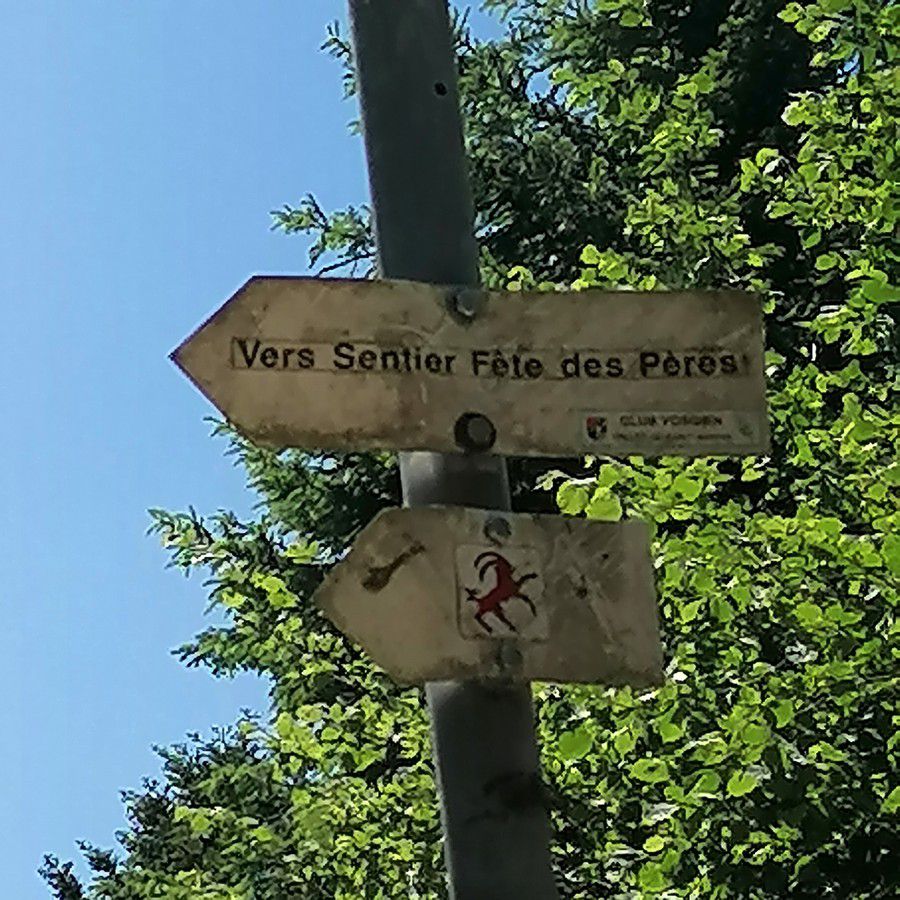 Vers Sentier Fête des Pères
CLUB VOSGIEN